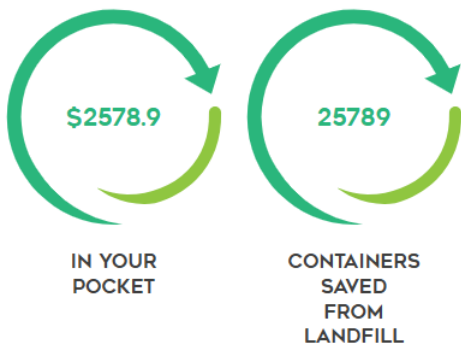 $2578.9
IN YOUR
POCKET
25789
CONTAINERS
SAVED
FROM
LANDFILL